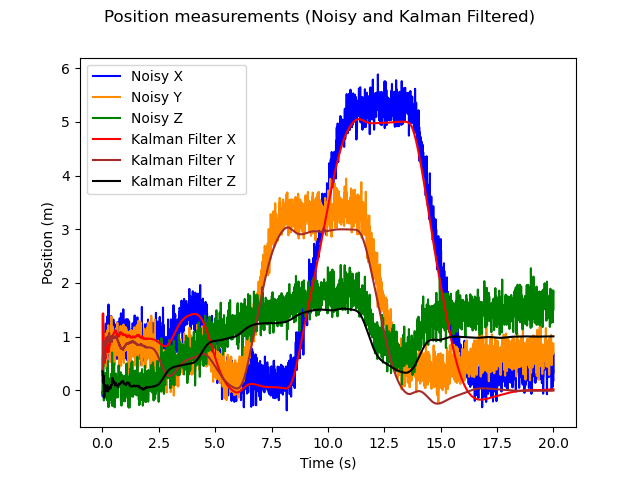 Position measurements (Noisy and Kalman Filtered)
Noisy X
Noisy Y
Noisy Z
Kalman Filter X
Kalman Filter Y
Kalman Filter Z
Position (m)
6
5
4
3
2
1
0
0.0 2.5 5.0 7.5 10.0 12.5 15.0 17.5 20.0
Time (s)